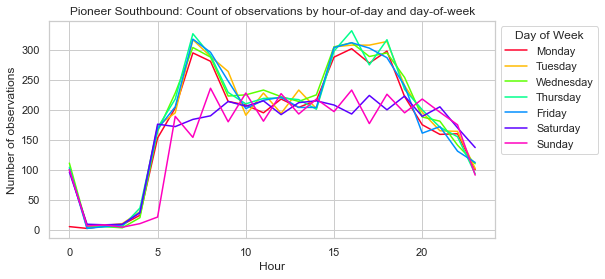 Pioneer Southbound: Count of observations by hour-of-day and day-of-week
Number of observations
300
250
200
150
100
50
0
0
5
10
15
20
Hour
Day of Week
Monday
Tuesday
Wednesday
Thursday
Friday
Saturday
Sunday